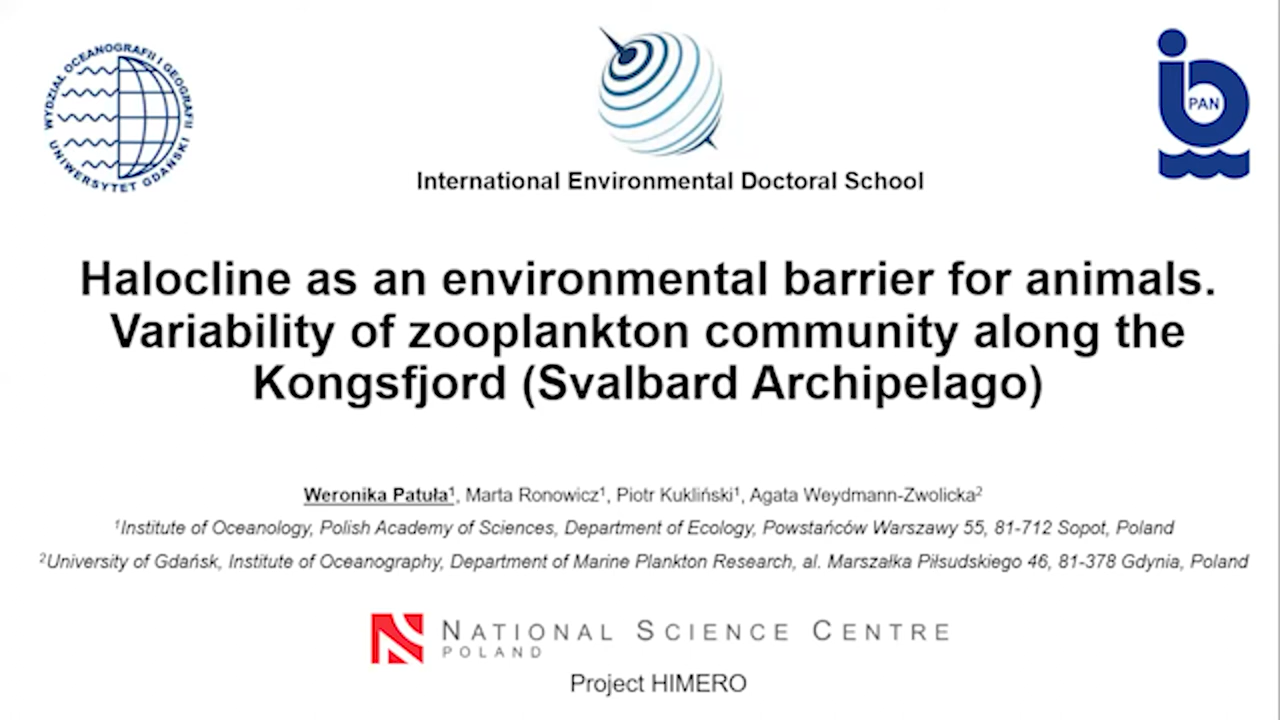 WYDZIAŁ OCEANOGRAFII I GEOGRAFII
UNIWERSYTET GDAŃSKI
PAN
International Environmental Doctoral School
Halocline as an environmental barrier for animals.
Variability of zooplankton community along the
Kongsfjord (Svalbard Archipelago)
Weronika Patuła¹, Marta Ronowicz¹, Piotr Kukliński¹, Agata Weydmann-Zwolicka²
¹Institute of Oceanology, Polish Academy of Sciences, Department of Ecology, Powstańców Warszawy 55, 81-712 Sopot, Poland
²University of Gdańsk, Institute of Oceanography, Department of Marine Plankton Research, al. Marszałka Piłsudskiego 46, 81-378 Gdynia, Poland
NATIONAL SCIENCE CENTRE
POLAND
Project HIMERO